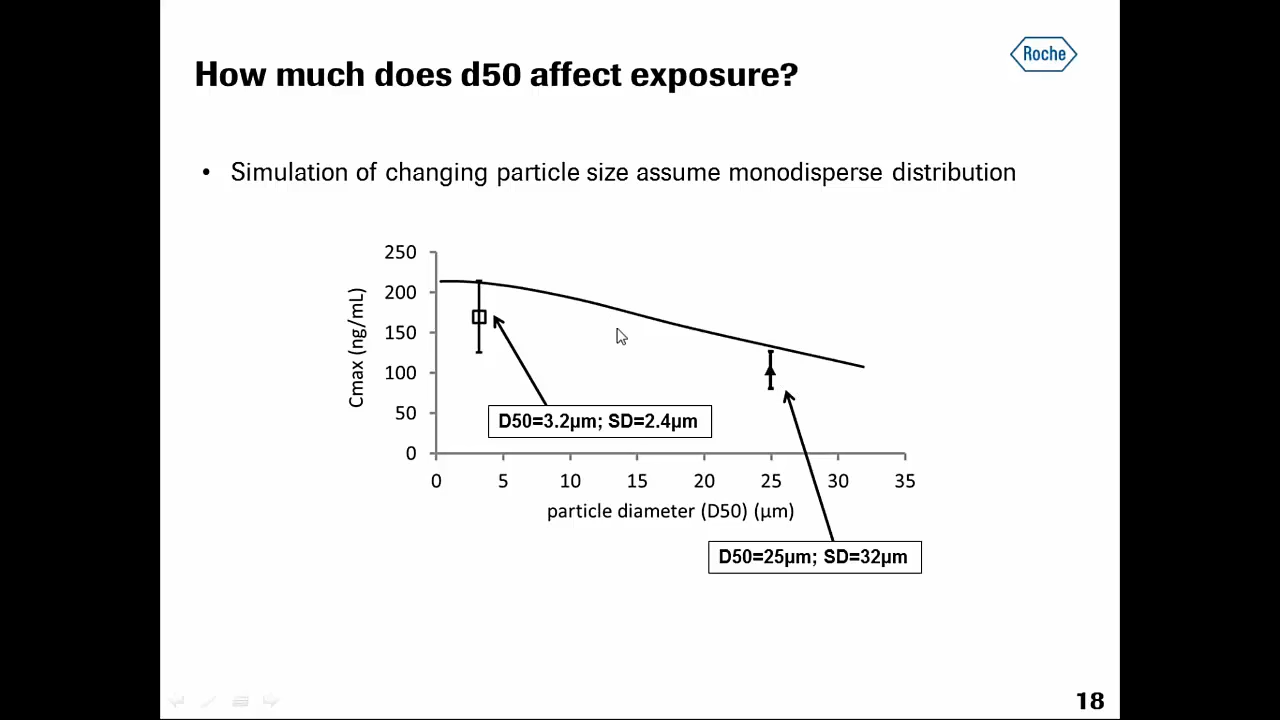 How much does d50 affect exposure?
Roche
• Simulation of changing particle size assume monodisperse distribution
250
200
150
100
50
0
Cmax (ng/mL)
D50=3.2µm; SD=2.4µm
0 5 10 15 20 25 30 35
particle diameter (D50) (µm)
D50=25µm; SD=32µm
18